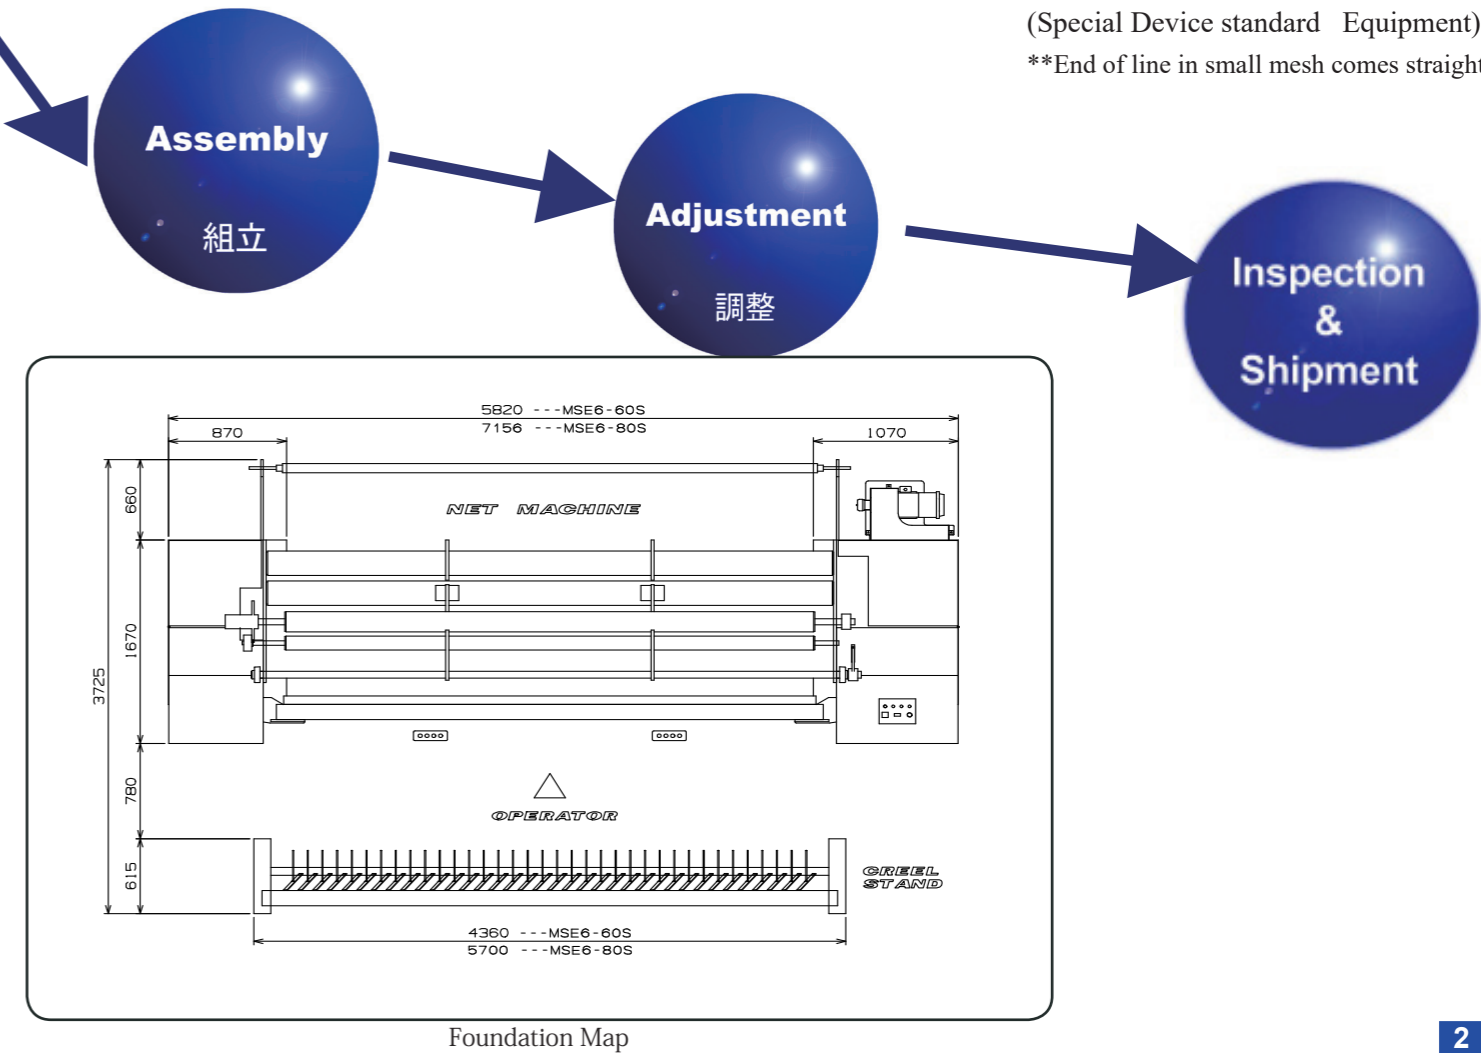 (Special Device standard Equipment)
**End of line in small mesh comes straight
Assembly
組立
Adjustment
調整
Inspection
&
Shipment
5820 ---MSE6-60S
7156 ---MSE6-80S
870
1070
660
NET MACHINE
1670
3725
780
OPERATOR
615
CREEL
STAND
4360 ---MSE6-60S
5700 ---MSE6-80S
Foundation Map
2